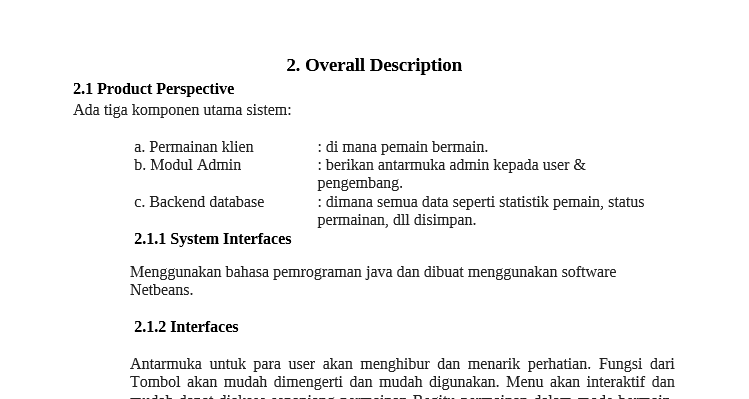 2. Overall Description
2.1 Product Perspective
Ada tiga komponen utama sistem:
a. Permainan klien : di mana pemain bermain.
b. Modul Admin : berikan antarmuka admin kepada user &
pengembang.
c. Backend database : dimana semua data seperti statistik pemain, status
permainan, dll disimpan.
2.1.1 System Interfaces
Menggunakan bahasa pemrograman java dan dibuat menggunakan software
Netbeans.
2.1.2 Interfaces
Antarmuka untuk para user akan menghibur dan menarik perhatian. Fungsi dari
Tombol akan mudah dimengerti dan mudah digunakan. Menu akan interaktif dan